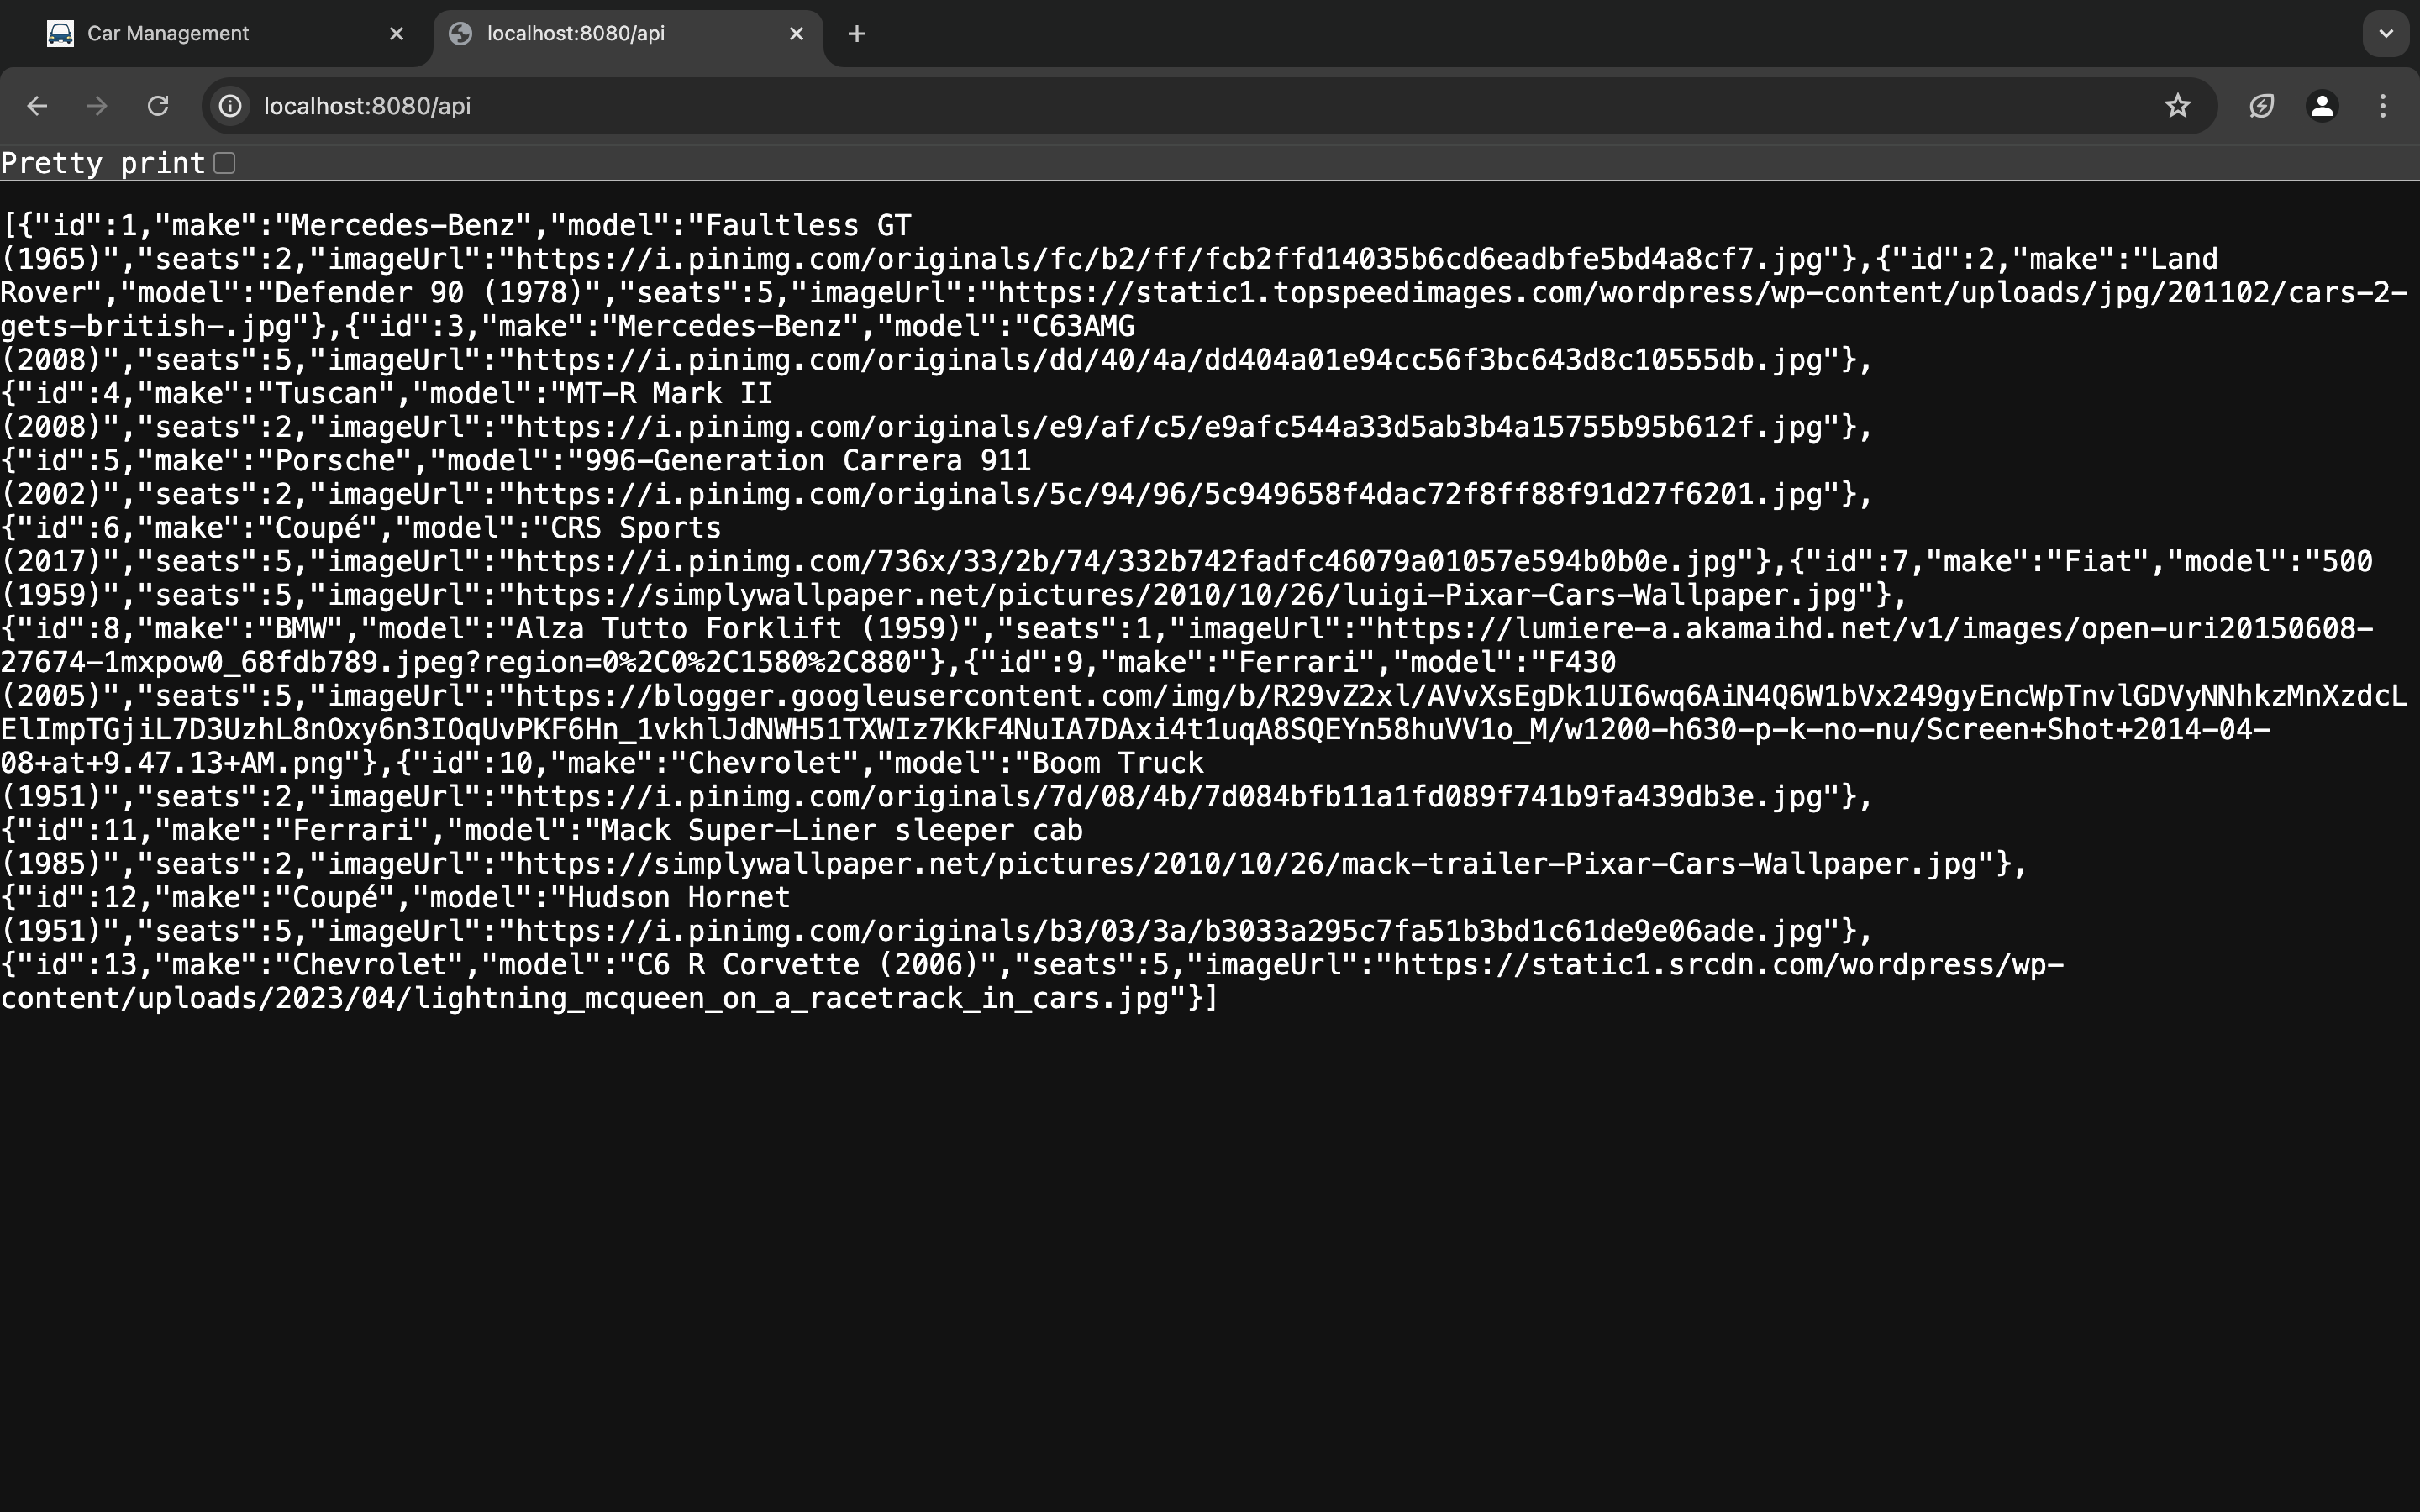 Car Management
localhost:8080/api
localhost:8080/api
Pretty print
[{"id":1,"make":"Mercedes-Benz","model":"Faultless GT
(1965)","seats":2,"imageUrl":"https://i.pinimg.com/originals/fc/b2/ff/fcb2ffd14035b6cd6eadbfe5bd4a8cf7.jpg"},{"id":2,"make":"Land
Rover","model":"Defender 90 (1978)","seats":5,"imageUrl":"https://static1.topspeedimages.com/wordpress/wp-content/uploads/jpg/201102/cars-2-
gets-british-.jpg"},{"id":3,"make":"Mercedes-Benz","model":"C63AMG
(2008)","seats":5,"imageUrl":"https://i.pinimg.com/originals/dd/40/4a/dd404a01e94cc56f3bc643d8c10555db.jpg"},
{"id":4,"make":"Tuscan","model":"MT-R Mark II
(2008)","seats":2,"imageUrl":"https://i.pinimg.com/originals/e9/af/c5/e9afc544a33d5ab3b4a15755b95b612f.jpg"},
{"id":5,"make":"Porsche","model":"996-Generation Carrera 911
(2002)","seats":2,"imageUrl":"https://i.pinimg.com/originals/5c/94/96/5c949658f4dac72f8ff88f91d27f6201.jpg"},
{"id":6,"make":"Coupé","model":"CRS Sports
(2017)","seats":5,"imageUrl":"https://i.pinimg.com/736x/33/2b/74/332b742fadfc46079a01057e594b0b0e.jpg"},{"id":7,"make":"Fiat","model":"500
(1959)","seats":5,"imageUrl":"https://simplywallpaper.net/pictures/2010/10/26/luigi-Pixar-Cars-Wallpaper.jpg"},
{"id":8,"make":"BMW","model":"Alza Tutto Forklift (1959)","seats":1,"imageUrl":"https://lumiere-a.akamaihd.net/v1/images/open-uri20150608-
27674-1mxpow0_68fdb789.jpeg?region=0%2C0%2C1580%2C880"},{"id":9,"make":"Ferrari","model":"F430
(2005)","seats":5,"imageUrl":"https://blogger.googleusercontent.com/img/b/R29vZ2xl/AVvXsEgDk1UI6wq6AiN4Q6W1bVx249gyEncWpTnvlGDVyNNhkzMnXzdcL
ElImpTGjiL7D3UzhL8nOxy6n3IOqUvPKF6Hn_1vkhlJdNWH51TXWIz7KkF4NuIA7DAxi4t1uqA8SQEYn58huVV1o_M/w1200-h630-p-k-no-nu/Screen+Shot+2014-04-
08+at+9.47.13+AM.png"},{"id":10,"make":"Chevrolet","model":"Boom Truck
(1951)","seats":2,"imageUrl":"https://i.pinimg.com/originals/7d/08/4b/7d084bfb11a1fd089f741b9fa439db3e.jpg"},
{"id":11,"make":"Ferrari","model":"Mack Super-Liner sleeper cab
(1985)","seats":2,"imageUrl":"https://simplywallpaper.net/pictures/2010/10/26/mack-trailer-Pixar-Cars-Wallpaper.jpg"},
{"id":12,"make":"Coupé","model":"Hudson Hornet
(1951)","seats":5,"imageUrl":"https://i.pinimg.com/originals/b3/03/3a/b3033a295c7fa51b3bd1c61de9e06ade.jpg"},
{"id":13,"make":"Chevrolet","model":"C6 R Corvette (2006)","seats":5,"imageUrl":"https://static1.srcdn.com/wordpress/wp-
content/uploads/2023/04/lightning_mcqueen_on_a_racetrack_in_cars.jpg"}]